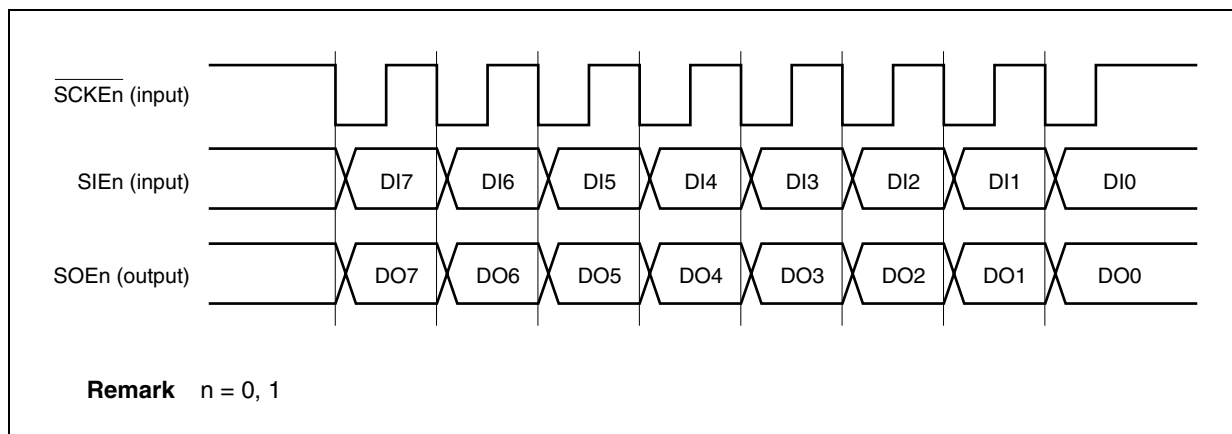 SCKEn (input)
SIEn (input) DI7 DI6 DI5 DI4 DI3 DI2 DI1 DI0
SOEn (output) DO7 DO6 DO5 DO4 DO3 DO2 DO1 DO0
Remark n = 0, 1